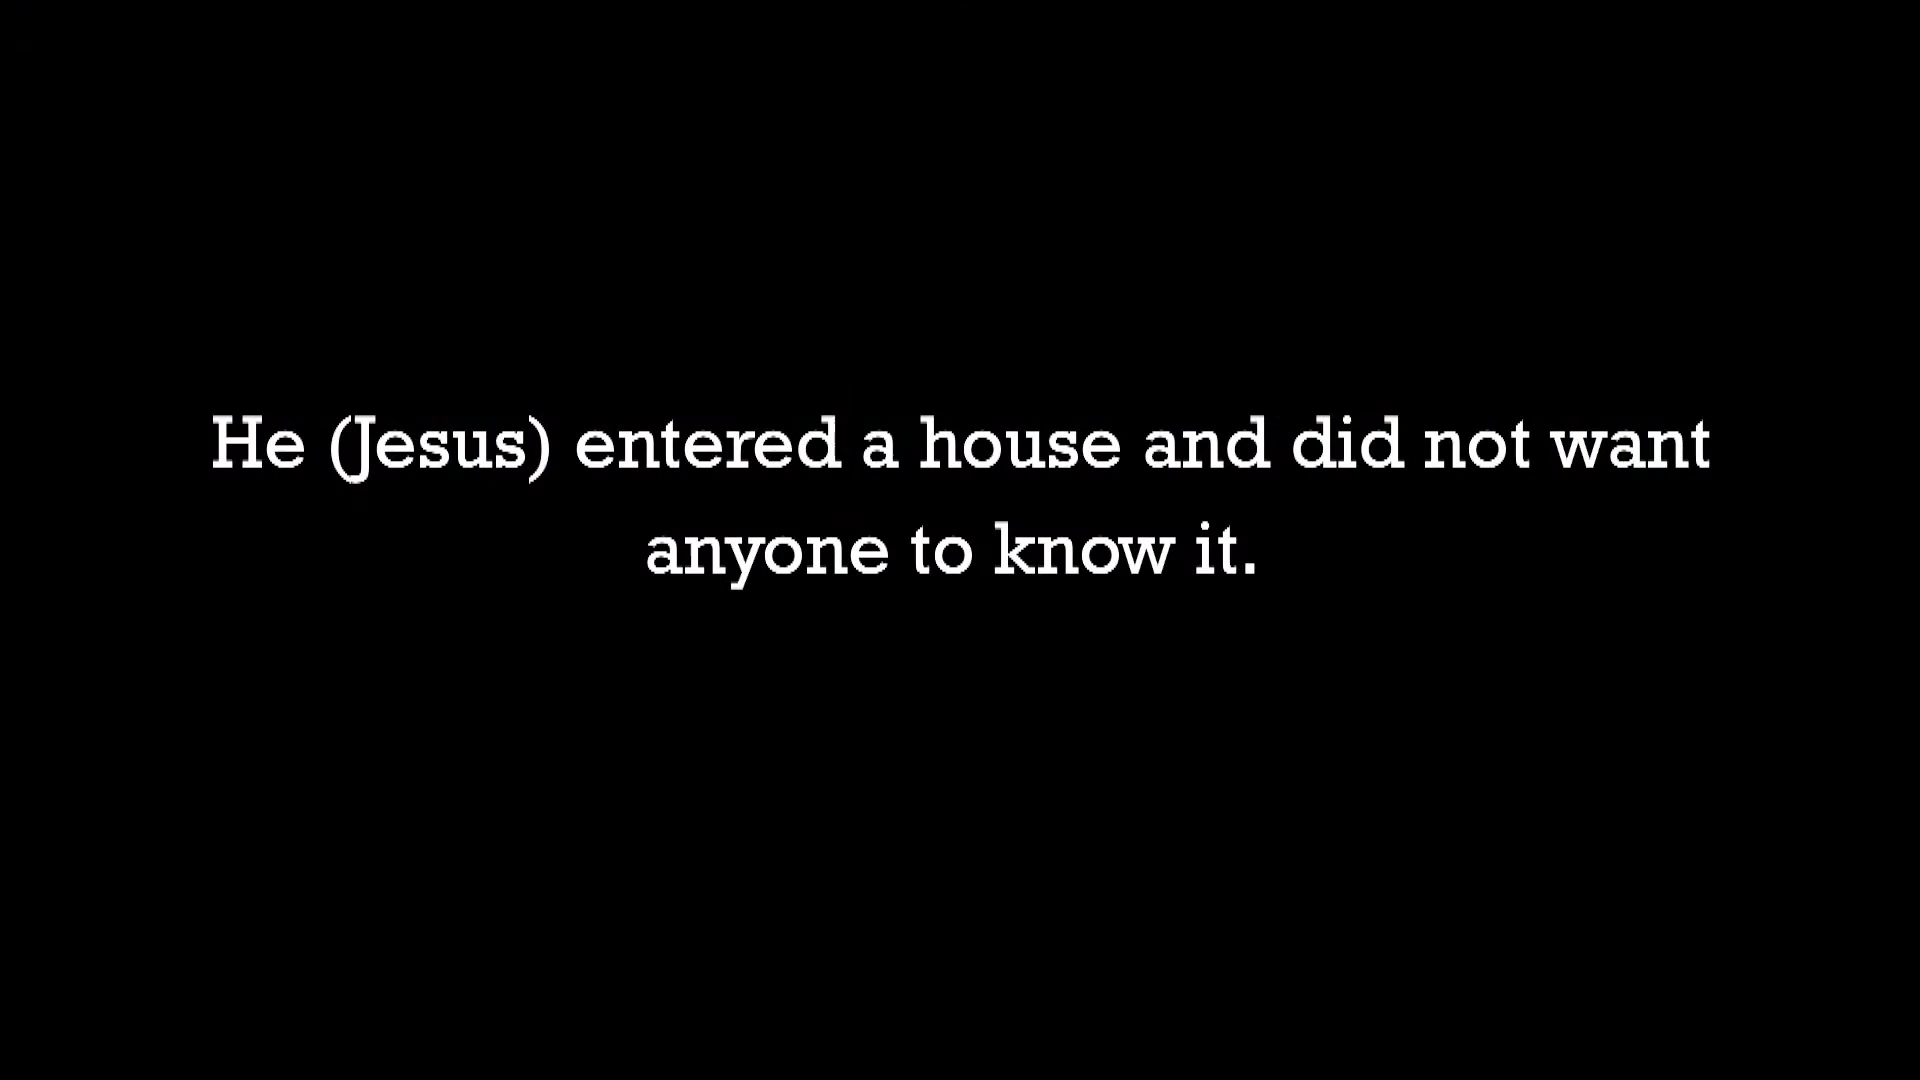 He (Jesus) entered a house and did not want
anyone to know it.